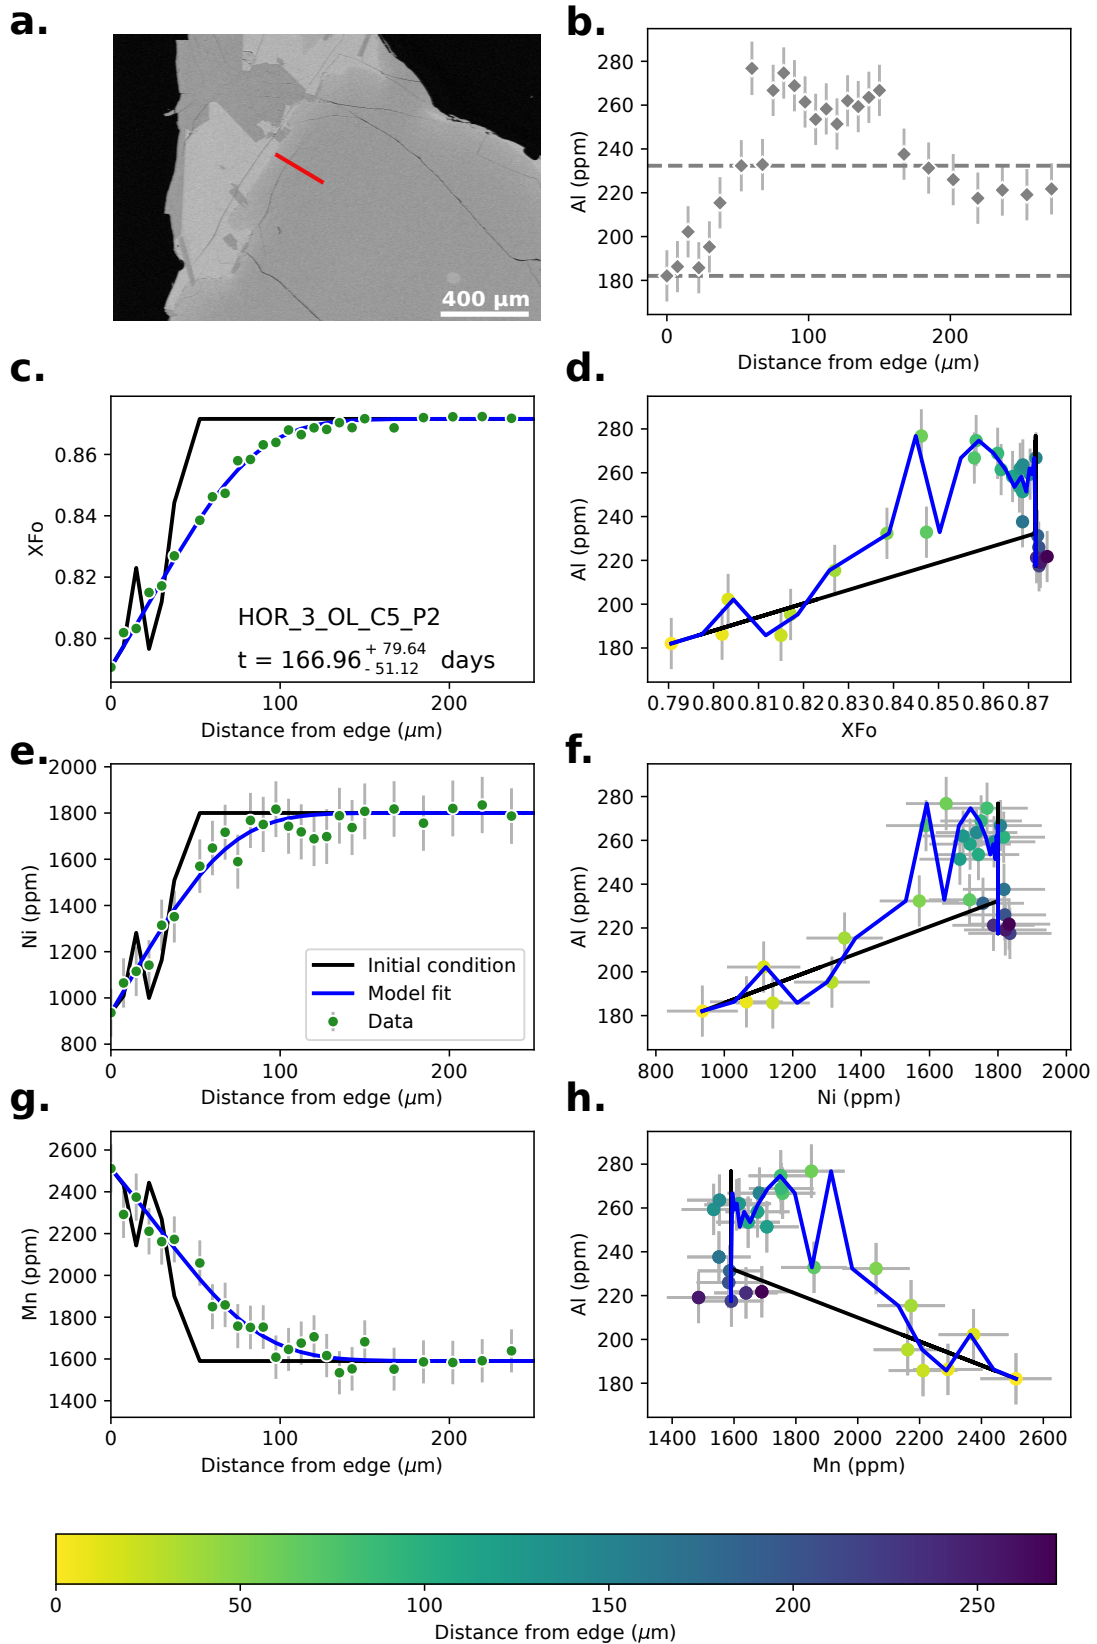 a.
400 μm
b.
280
260
240
220
200
180
Al (ppm)
0 100 200
Distance from edge (μm)
c.
0.86
0.84
0.82
0.80
XFo
HOR_3_OL_C5_P2
t = 166.96 + 79.64 - 51.12 days
0 100 200
Distance from edge (μm)
d.
280
260
240
220
200
180
Al (ppm)
0.79 0.80 0.81 0.82 0.83 0.84 0.85 0.86 0.87
XFo
e.
2000
1800
1600
1400
1200
1000
800
Ni (ppm)
Initial condition
Model fit
Data
0 100 200
Distance from edge (μm)
f.
280
260
240
220
200
180
Al (ppm)
800 1000 1200 1400 1600 1800 2000
Ni (ppm)
g.
2600
2400
2200
2000
1800
1600
1400
Mn (ppm)
0 100 200
Distance from edge (μm)
h.
280
260
240
220
200
180
Al (ppm)
1400 1600 1800 2000 2200 2400 2600
Mn (ppm)
0 50 100 150 200 250
Distance from edge (μm)